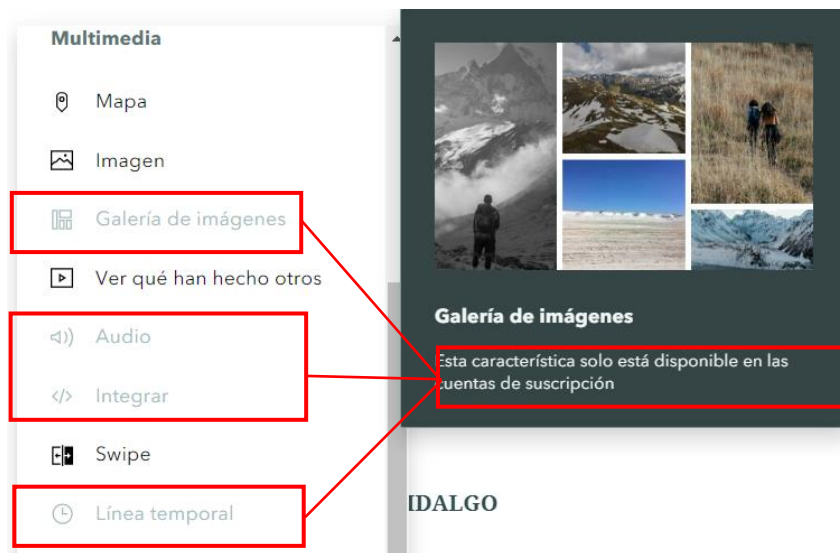 Multimedia
Mapa
Imagen
Galería de imágenes
Ver qué han hecho otros
Audio
Integrar
Swipe
Línea temporal
Galería de imágenes
Esta característica solo está disponible en las
cuentas de suscripción
IDALGO